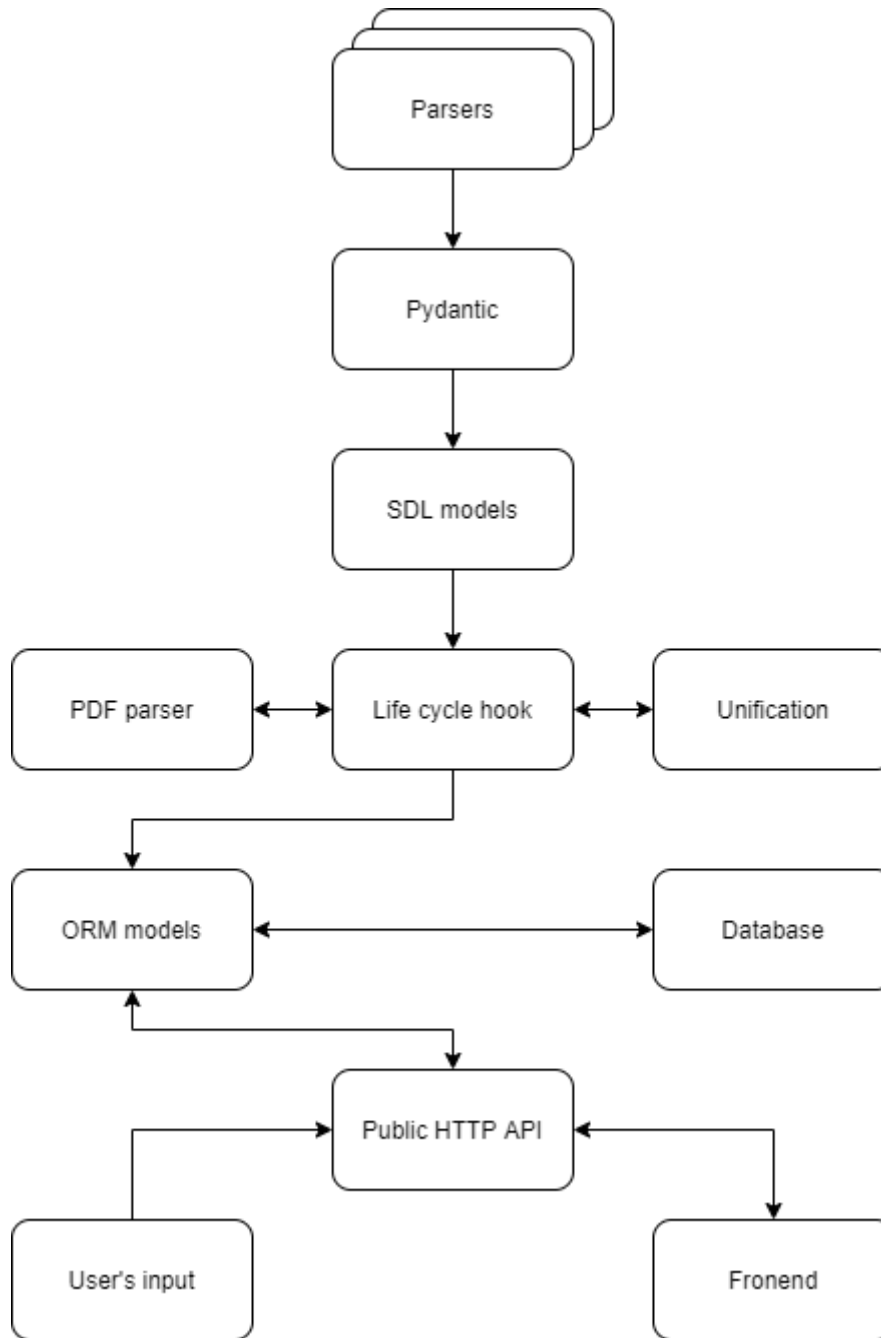 Parsers
Pydantic
SDL models
PDF parser
Life cycle hook
Unification
ORM models
Database
Public HTTP API
User's input
Fronend